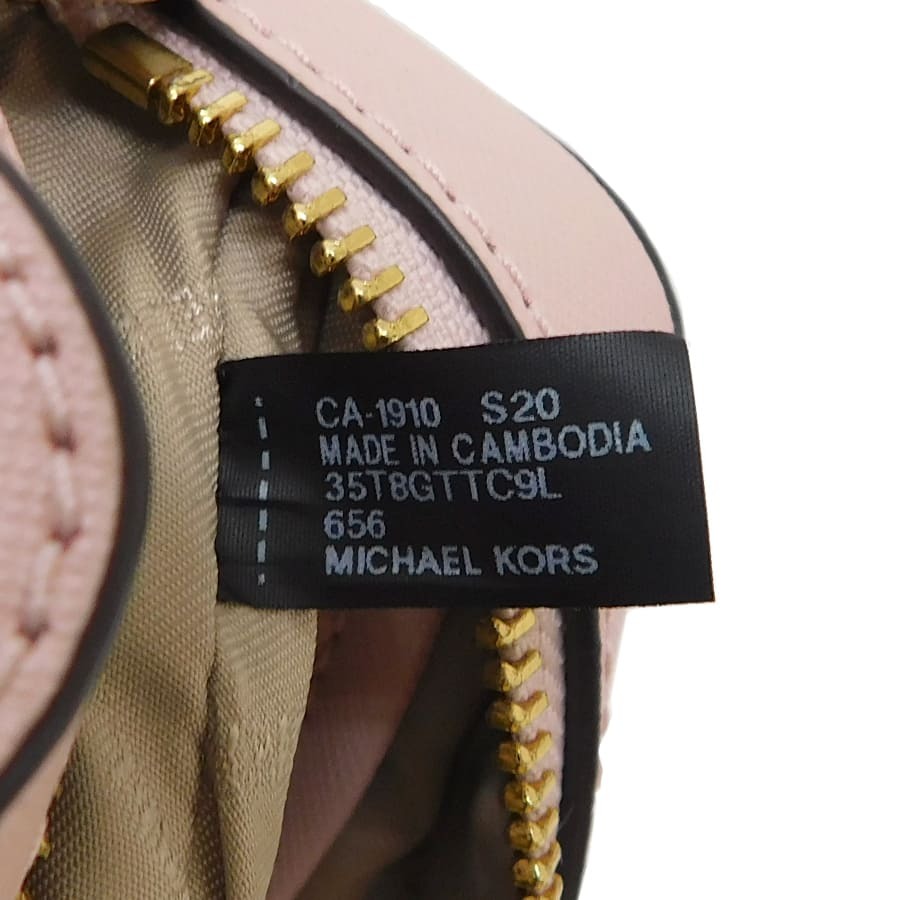 CA-1910 S20
MADE IN CAMBODIA
35T8GTTC9L
656
MICHAEL KORS